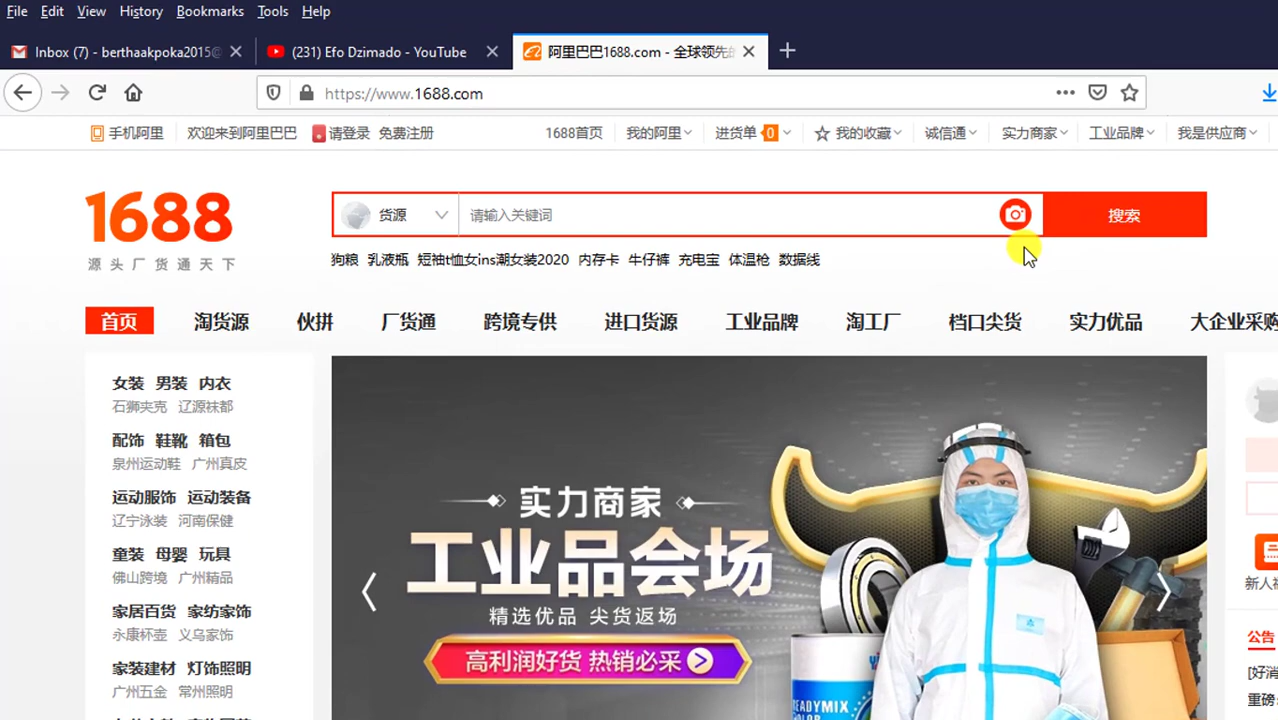 File Edit View History Bookmarks Tools Help
Inbox (7) - berthaakpoka2015@ (231) Efo Dzimado - YouTube 阿里巴巴1688.com - 全球领先的
https://www.1688.com
手机阿里 欢迎来到阿里巴巴 请登录 免费注册 1688首页 我的阿里 进货单 0 我的收藏 诚信通 实力商家 工业品牌 我是供应商
1688 货源 请输入关键词 搜索
源头厂货通天下 狗粮 乳液瓶 短袖t恤女ins潮女装2020 内存卡 牛仔裤 充电宝 体温枪 数据线
首页 淘货源 伙拼 厂货通 跨境专供 进口货源 工业品牌 淘工厂 档口尖货 实力优品 大企业采购
女装 男装 内衣
石狮夹克 辽源袜都
配饰 鞋靴 箱包
泉州运动鞋 广州真皮
运动服饰 运动装备
辽宁泳装 河南保健
童装 母婴 玩具
佛山跨境 广州精品
家居百货 家纺家饰
永康杯壶 义乌家饰
家装建材 灯饰照明
广州五金 常州照明
实力商家
工业品会场
精选优品 尖货返场
高利润好货 热销必采
READYMIX
COLOR
新人
公告
[好消
重磅